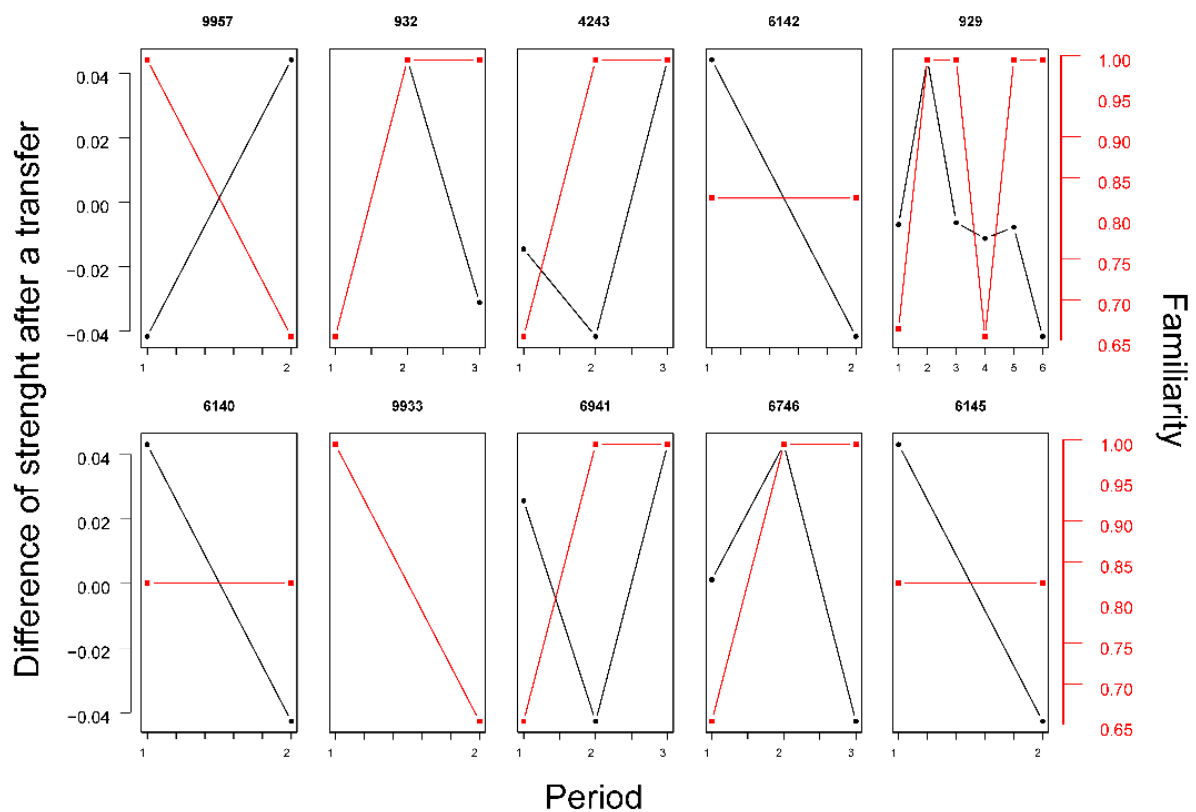 9957 932 4243 6142 929
0.04 0.02 0.00 −0.02 −0.04
1.00 0.95 0.90 0.85 0.80 0.75 0.70 0.65
1 2 1 2 3 1 2 3 1 2 1 2 3 4 5 6
Difference of strenght after a transfer
Familiarity
6140 9933 6941 6746 6145
0.04 0.02 0.00 −0.02 −0.04
1.00 0.95 0.90 0.85 0.80 0.75 0.70 0.65
1 2 1 2 1 2 3 1 2 3 1 2
Period